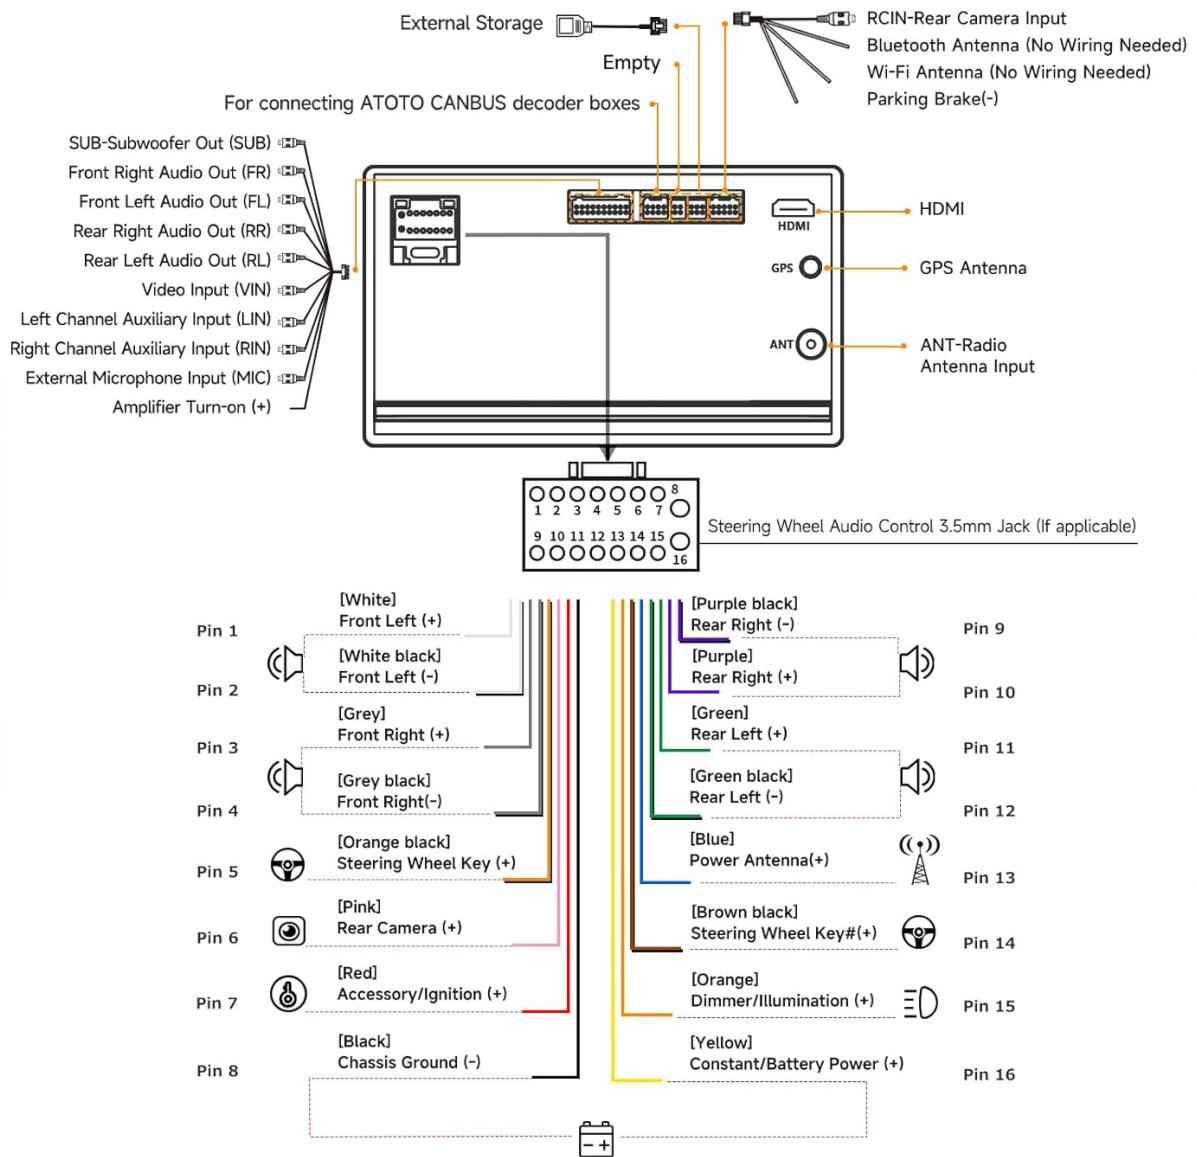 External Storage
RCIN-Rear Camera Input
Bluetooth Antenna (No Wiring Needed)
Empty
Wi-Fi Antenna (No Wiring Needed)
Parking Brake(-)
For connecting ATOTO CANBUS decoder boxes
SUB-Subwoofer Out (SUB)
Front Right Audio Out (FR)
Front Left Audio Out (FL)
Rear Right Audio Out (RR)
Rear Left Audio Out (RL)
Video Input (VIN)
Left Channel Auxiliary Input (LIN)
Right Channel Auxiliary Input (RIN)
External Microphone Input (MIC)
Amplifier Turn-on (+)
HDMI
HDMI
GPS
GPS Antenna
ANT
ANT-Radio
Antenna Input
8
1 2 3 4 5 6 7
9 10 11 12 13 14 15
16
Steering Wheel Audio Control 3.5mm Jack (If applicable)
Pin 1
[White]
Front Left (+)
Pin 2
[White black]
Front Left (-)
Pin 3
[Grey]
Front Right (+)
Pin 4
[Grey black]
Front Right(-)
Pin 5
[Orange black]
Steering Wheel Key (+)
Pin 6
[Pink]
Rear Camera (+)
Pin 7
[Red]
Accessory/Ignition (+)
Pin 8
[Black]
Chassis Ground (-)
[Purple black]
Rear Right (-)
Pin 9
[Purple]
Rear Right (+)
Pin 10
[Green]
Rear Left (+)
Pin 11
[Green black]
Rear Left (-)
Pin 12
[Blue]
Power Antenna(+)
Pin 13
[Brown black]
Steering Wheel Key#(+)
Pin 14
[Orange]
Dimmer/Illumination (+)
Pin 15
[Yellow]
Constant/Battery Power (+)
Pin 16
- +